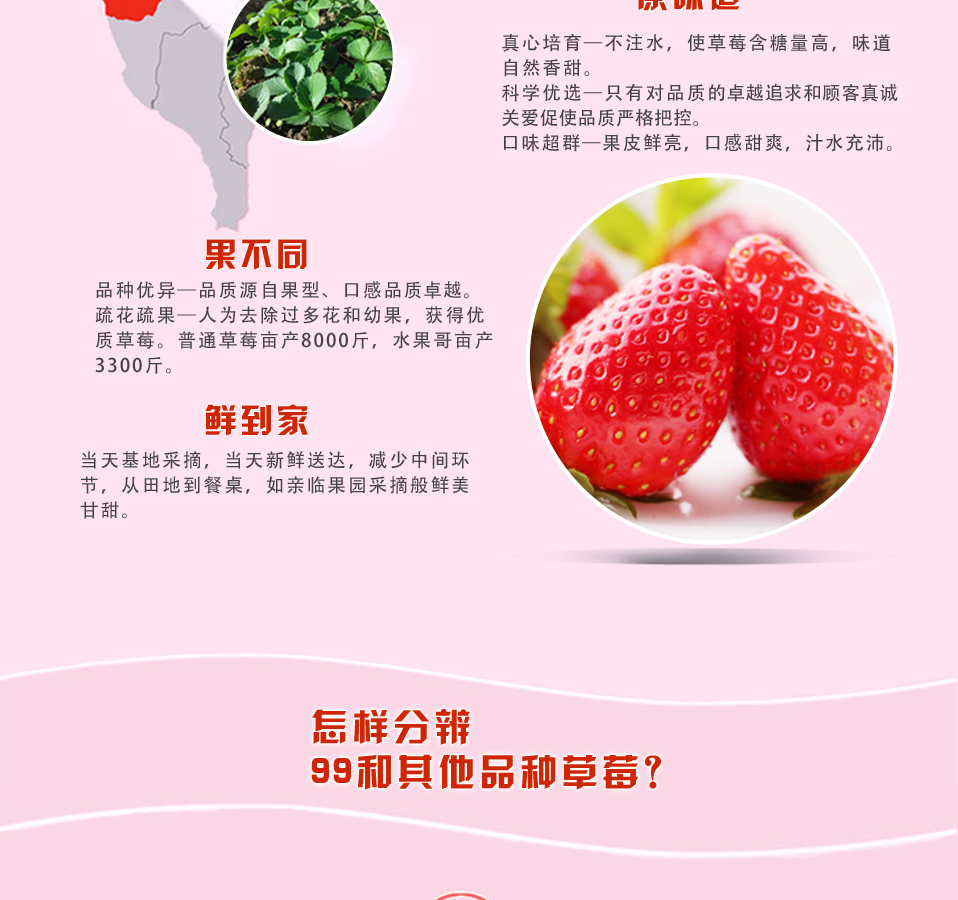 真心培育—不注水，使草莓含糖量高，味道
自然香甜。
科学优选—只有对品质的卓越追求和顾客真诚
关爱促使品质严格把控。
口味超群—果皮鲜亮，口感甜爽，汁水充沛。
果不同
品种优异—品质源自果型、口感品质卓越。
疏花疏果—人为去除过多花和幼果，获得优
质草莓。普通草莓亩产8000斤，水果哥亩产
3300斤。
鲜到家
当天基地采摘，当天新鲜送达，减少中间环
节，从田地到餐桌，如亲临果园采摘般鲜美
甘甜。
怎样分辨
99和其他品种草莓？